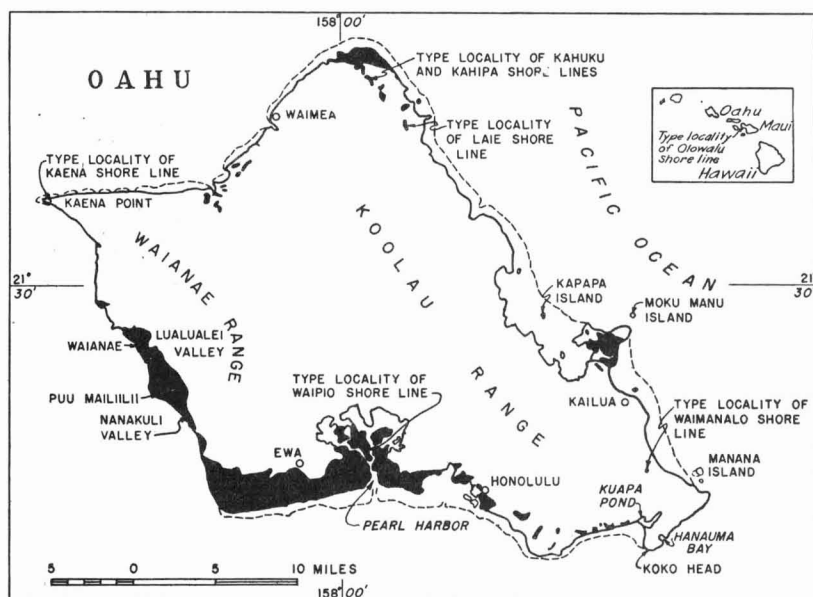 158° 00'
OAHU
TYPE LOCALITY OF KAHUKU
AND KAHIPA SHORE LINES
WAIMEA
TYPE LOCALITY
OF LAIE SHORE
LINE
Oahu
Maui
Type locality
of Olowalu
shore line
Hawaii
TYPE LOCALITY OF
KAENA SHORE LINE
KAENA POINT
PACIFIC OCEAN
WAIANAE RANGE
KOOLAU RANGE
21°
30'
21°
30'
KAPAPA
ISLAND
MOKU MANU
ISLAND
LUALUALEI
VALLEY
WAIANAE
PUU MAILIILII
NANAKULI
VALLEY
TYPE LOCALITY OF
WAIPIO SHORE LINE
KAILUA
TYPE LOCALITY
OF WAIMANALO SHORE
LINE
MANANA
ISLAND
EWA
HONOLULU
KUAPA
POND
PEARL HARBOR
HANAUMA
BAY
KOKO HEAD
5 0 5 10 MILES
158° 00'